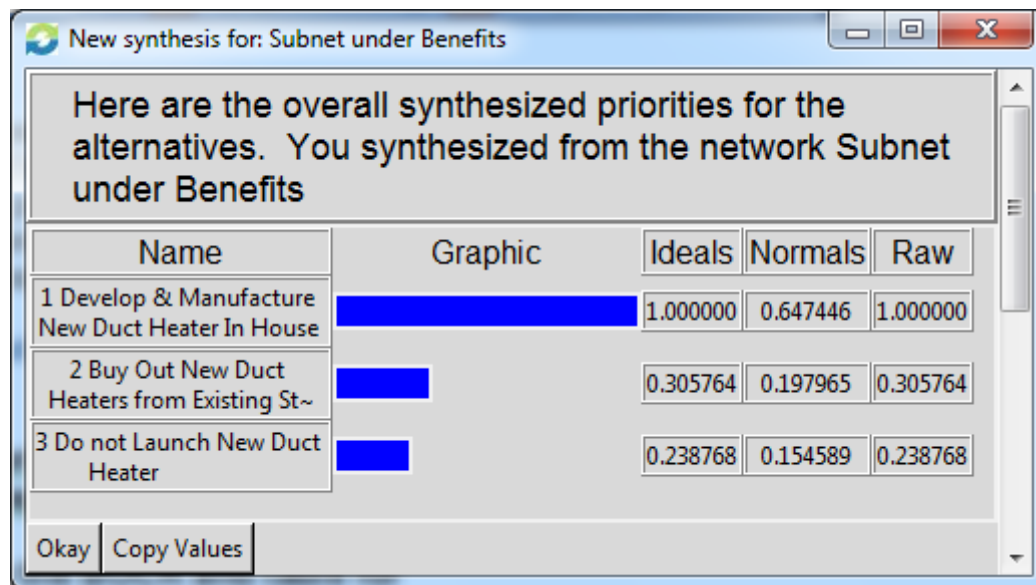 New synthesis for: Subnet under Benefits
Here are the overall synthesized priorities for the
alternatives. You synthesized from the network Subnet
under Benefits
Name Graphic Ideals Normals Raw
1 Develop & Manufacture
New Duct Heater In House
1.000000 0.647446 1.000000
2 Buy Out New Duct
Heaters from Existing St~
0.305764 0.197965 0.305764
3 Do not Launch New Duct
Heater
0.238768 0.154589 0.238768
Okay Copy Values